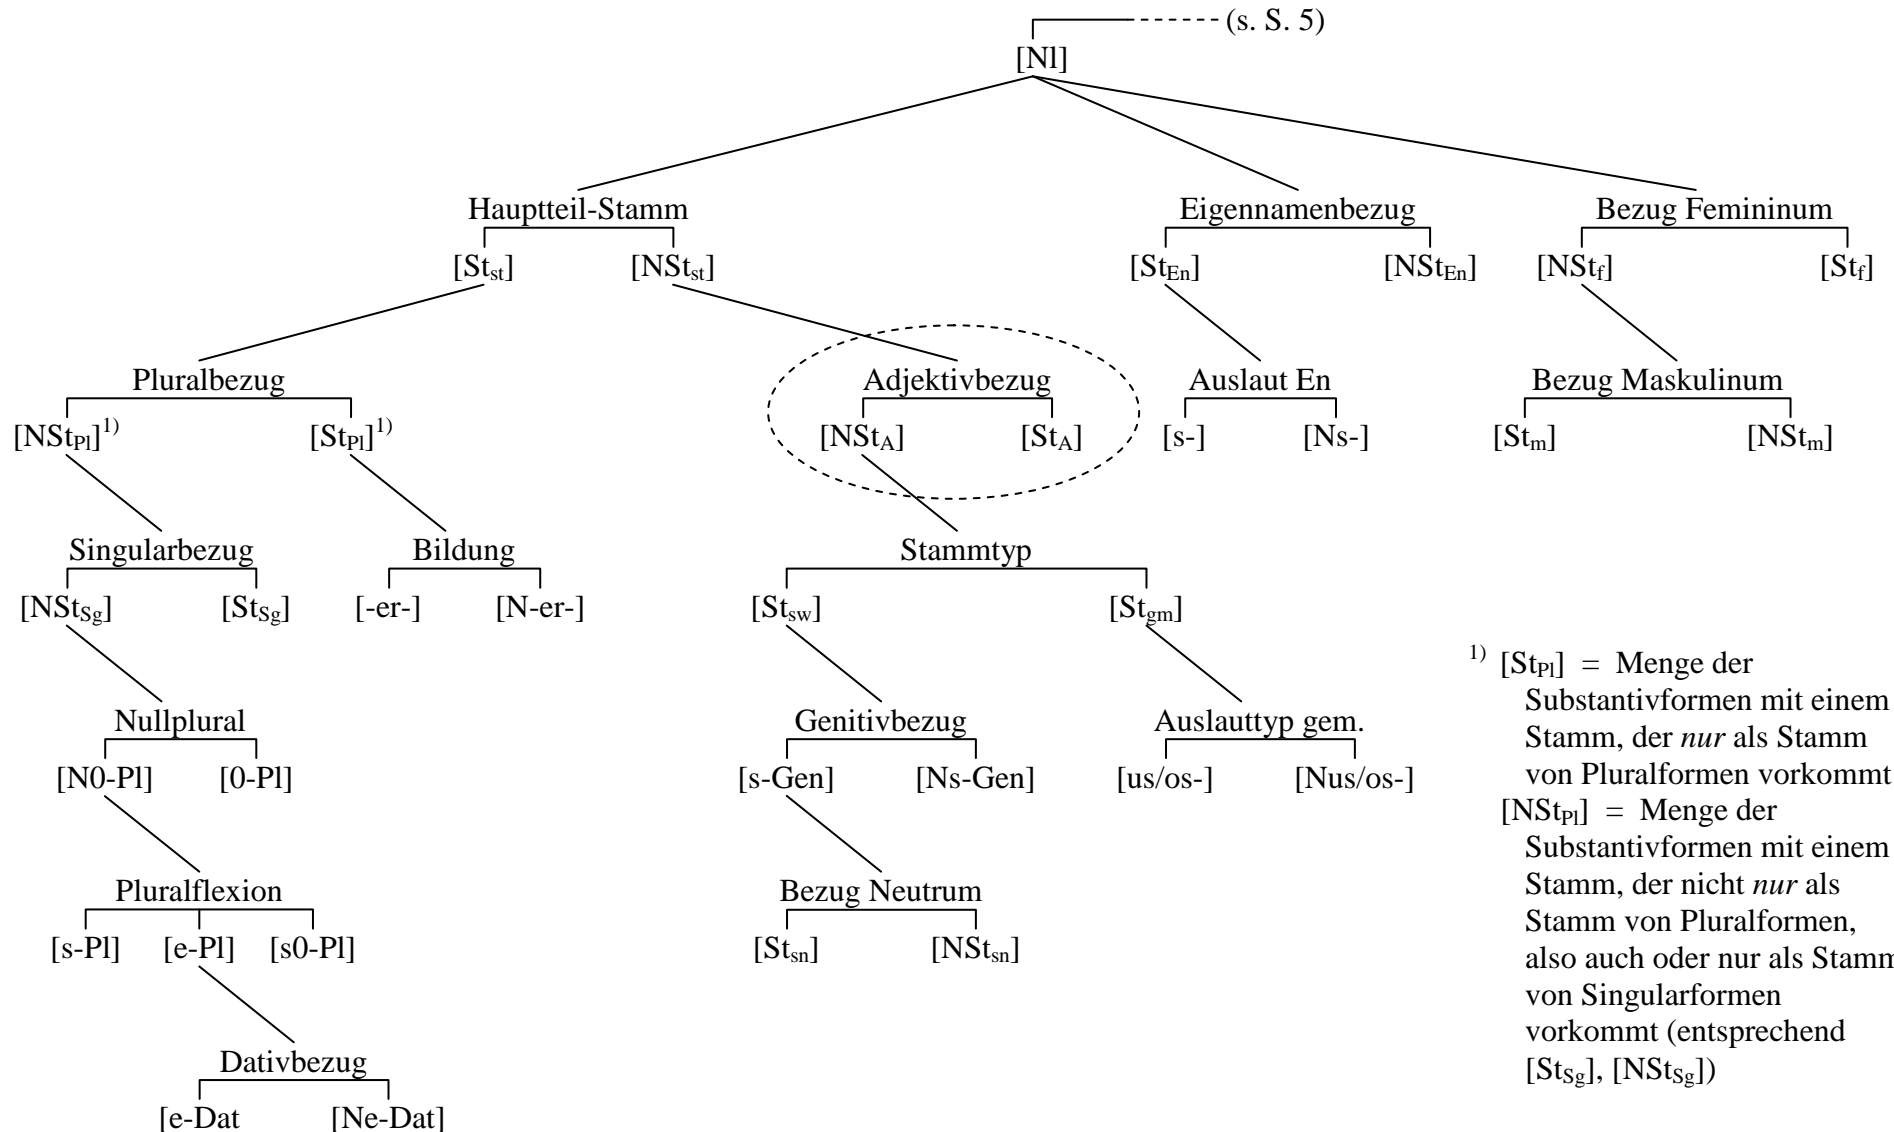 (s. S. 5)
[Nl]
Hauptteil-Stamm Eigennamenbezug Bezug Femininum
[St_st] [NSt_st] [St_En] [NSt_En] [NSt_f] [St_f]
Pluralbezug Adjektivbezug Auslaut En Bezug Maskulinum
[NSt_Pl]^1) [St_Pl]^1) [NSt_A] [St_A] [s-] [Ns-] [St_m] [NSt_m]
Singularbezug Bildung Stammtyp
[NSt_Sg] [St_Sg] [-er-] [N-er-] [St_sw] [St_gm]
Nullplural Genitivbezug Auslauttyp gem.
[N0-Pl] [0-Pl] [s-Gen] [Ns-Gen] [us/os-] [Nus/os-]
Pluralflexion Bezug Neutrum
[s-Pl] [e-Pl] [s0-Pl] [St_sn] [NSt_sn]
Dativbezug
[e-Dat [Ne-Dat]
1) [St_Pl] = Menge der
Substantivformen mit einem
Stamm, der nur als Stamm
von Pluralformen vorkommt
[NSt_Pl] = Menge der
Substantivformen mit einem
Stamm, der nicht nur als
Stamm von Pluralformen,
also auch oder nur als Stamm
von Singularformen
vorkommt (entsprechend
[St_Sg], [NSt_Sg])